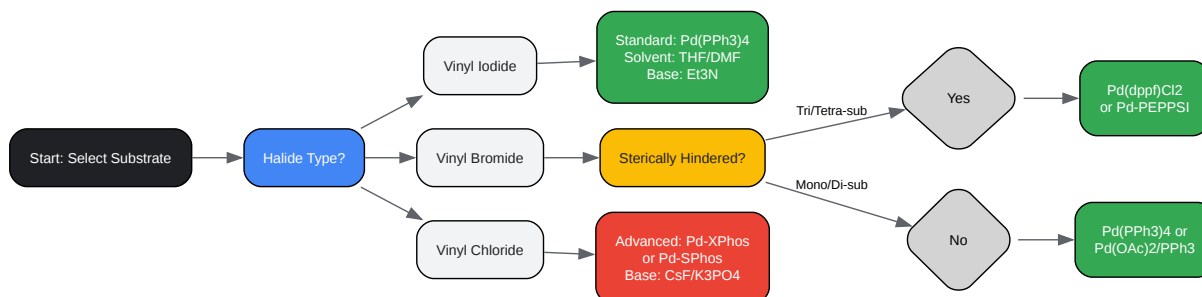 Start: Select Substrate
Halide Type?
Vinyl Iodide
Standard: Pd(PPh3)4
Solvent: THF/DMF
Base: Et3N
Vinyl Bromide
Sterically Hindered?
Tri/Tetra-sub
Yes
Pd(dppf)Cl2
or Pd-PEPPSI
Mono/Di-sub
No
Pd(PPh3)4 or
Pd(OAc)2/PPh3
Vinyl Chloride
Advanced: Pd-XPhos
or Pd-SPhos
Base: CsF/K3PO4